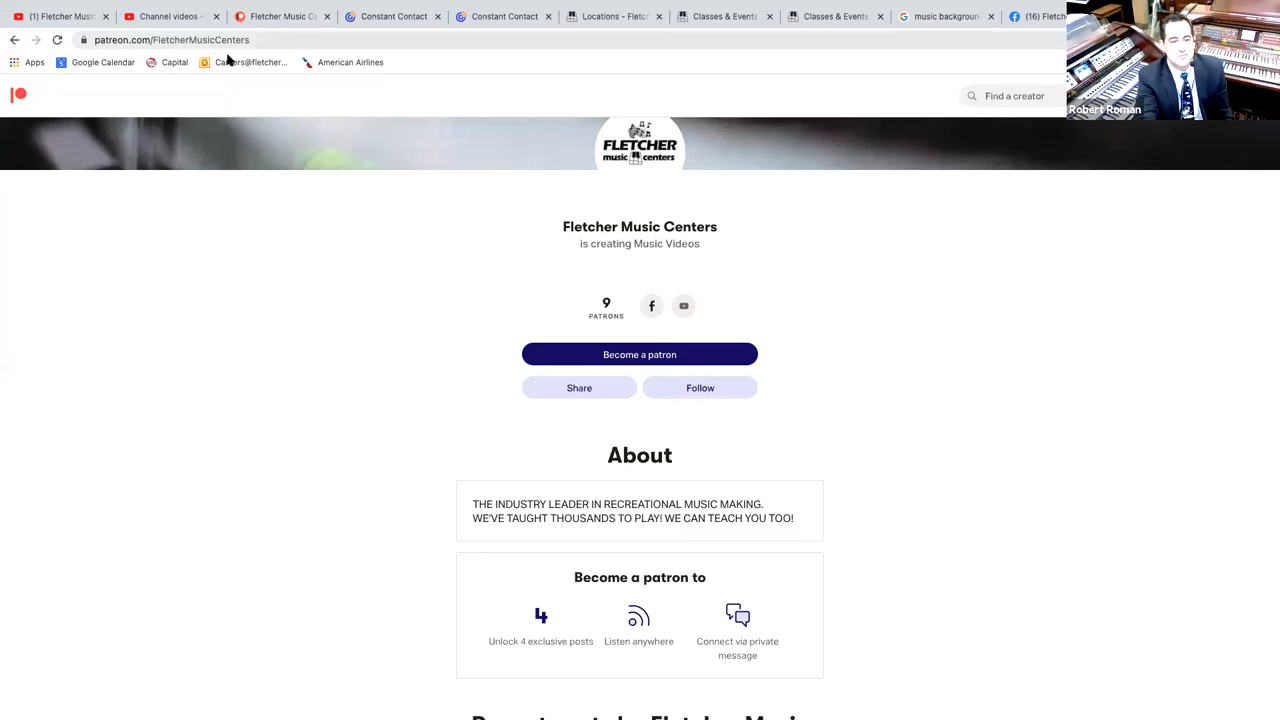 (1) Fletcher Music
Channel videos -
Fletcher Music Ce
Constant Contact
Constant Contact
Locations – Fletch
Classes & Events
Classes & Events
music background
(16) Fletch
patreon.com/FletcherMusicCenters
Apps
Google Calendar
Capital
@fletcher...
American Airlines
Find a creator
Robert Roman
FLETCHER
music centers
Fletcher Music Centers
is creating Music Videos
9
PATRONS
Become a patron
Share
Follow
About
THE INDUSTRY LEADER IN RECREATIONAL MUSIC MAKING.
WE'VE TAUGHT THOUSANDS TO PLAY! WE CAN TEACH YOU TOO!
Become a patron to
4
Unlock 4 exclusive posts
Listen anywhere
Connect via private
message